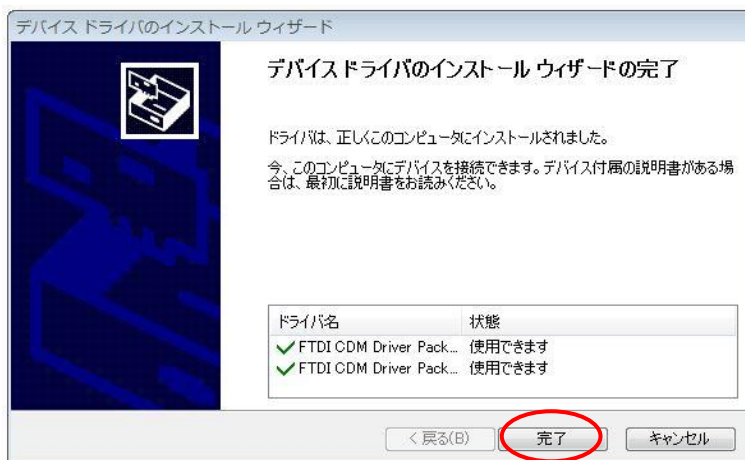 デバイス ドライバのインストール ウィザード
デバイス ドライバのインストール ウィザードの完了
ドライバは、正しくこのコンピュータにインストールされました。
今、このコンピュータにデバイスを接続できます。デバイス付属の説明書がある場
合は、最初に説明書をお読みください。
ドライバ名 状態
FTDI CDM Driver Pack... 使用できます
FTDI CDM Driver Pack... 使用できます
< 戻る(B) 完了 キャンセル